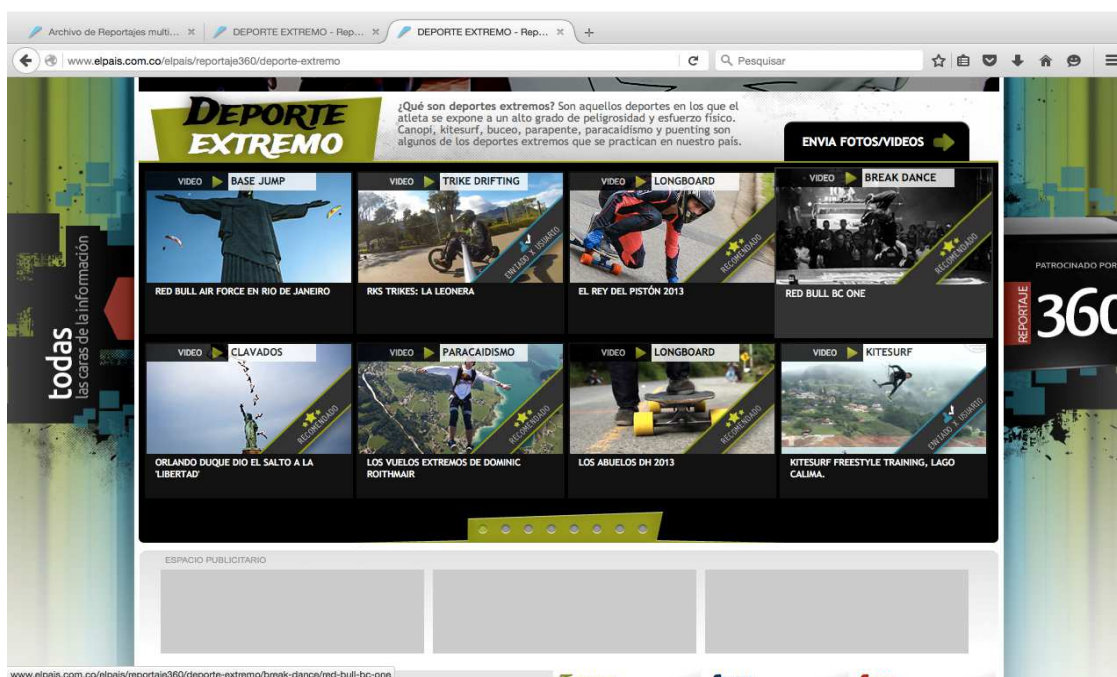 Archivo de Reportajes multi...
DEPORTE EXTREMO - Rep...
DEPORTE EXTREMO - Rep...
www.elpais.com.co/elpais/reportaje360/deporte-extremo
Pesquisar
DEPORTE
EXTREMO
¿Qué son deportes extremos? Son aquellos deportes en los que el
atleta se expone a un alto grado de peligrosidad y esfuerzo físico.
Canopi, kitesurf, buceo, parapente, paracaidismo y puenting son
algunos de los deportes extremos que se practican en nuestro país.
ENVIA FOTOS/VIDEOS
VIDEO BASE JUMP
RED BULL AIR FORCE EN RIO DE JANEIRO
VIDEO TRIKE DRIFTING
ENVIADO X USUARIO
RKS TRIKES: LA LEONERA
VIDEO LONGBOARD
RECOMENDADO
EL REY DEL PISTÓN 2013
VIDEO BREAK DANCE
RECOMENDADO
RED BULL BC ONE
VIDEO CLAVADOS
RECOMENDADO
ORLANDO DUQUE DIO EL SALTO A LA
'LIBERTAD'
VIDEO PARACAIDISMO
RECOMENDADO
LOS VUELOS EXTREMOS DE DOMINIC
ROITHMAIR
VIDEO LONGBOARD
RECOMENDADO
LOS ABUELOS DH 2013
VIDEO KITESURF
ENVIADO X USUARIO
KITESURF FREESTYLE TRAINING, LAGO
CALIMA.
todas
las caras de la información
PATROCINADO POR
REPORTAJE
360
ESPACIO PUBLICITARIO
www.elpais.com.co/elpais/reportaje360/deporte-extremo/break-dance/red-bull-bc-one